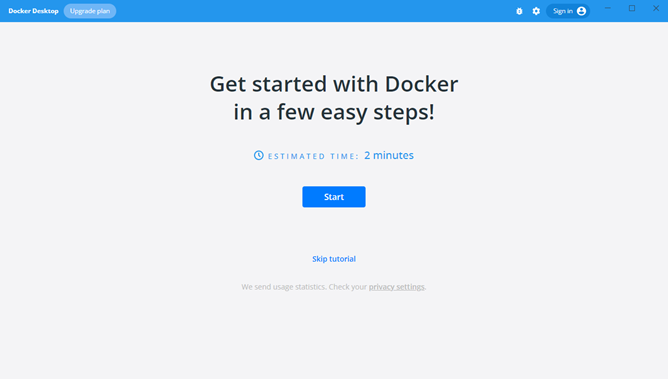 Docker Desktop Upgrade plan Sign in
Get started with Docker
in a few easy steps!
ESTIMATED TIME: 2 minutes
Start
Skip tutorial
We send usage statistics. Check your privacy settings.